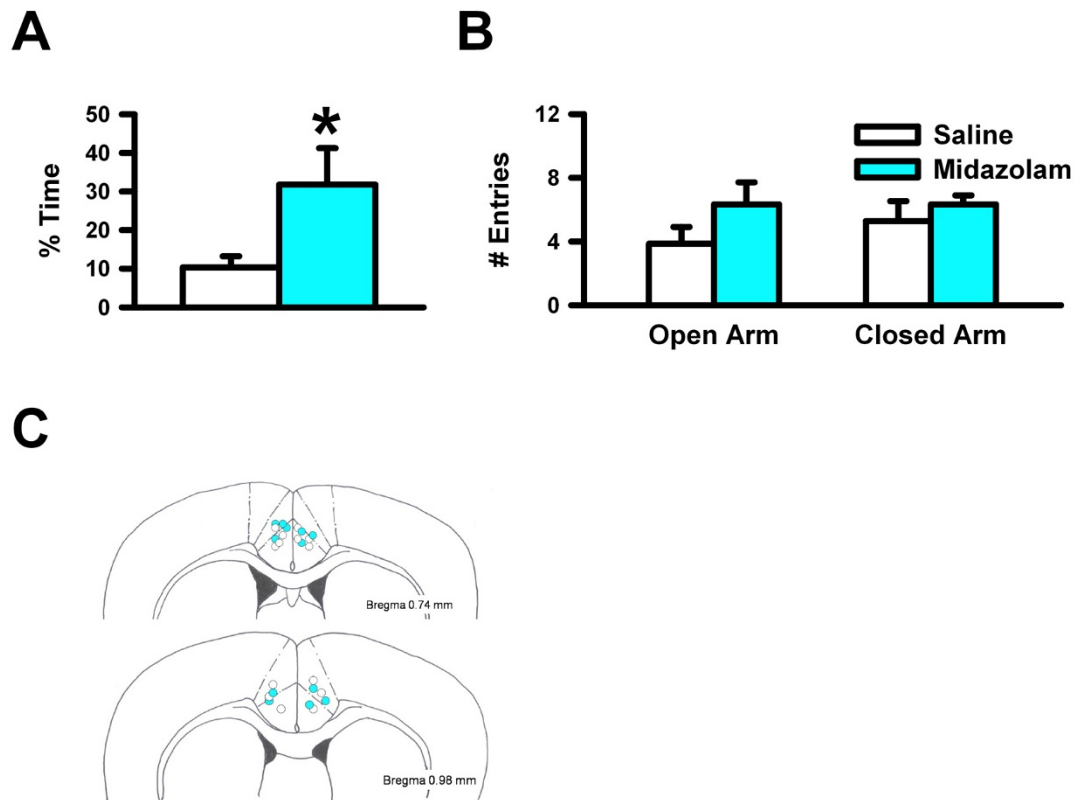 A
50
40
30
20
10
0
% Time
*
B
12
8
4
0
# Entries
Saline
Midazolam
Open Arm
Closed Arm
C
Bregma 0.74 mm
Bregma 0.98 mm